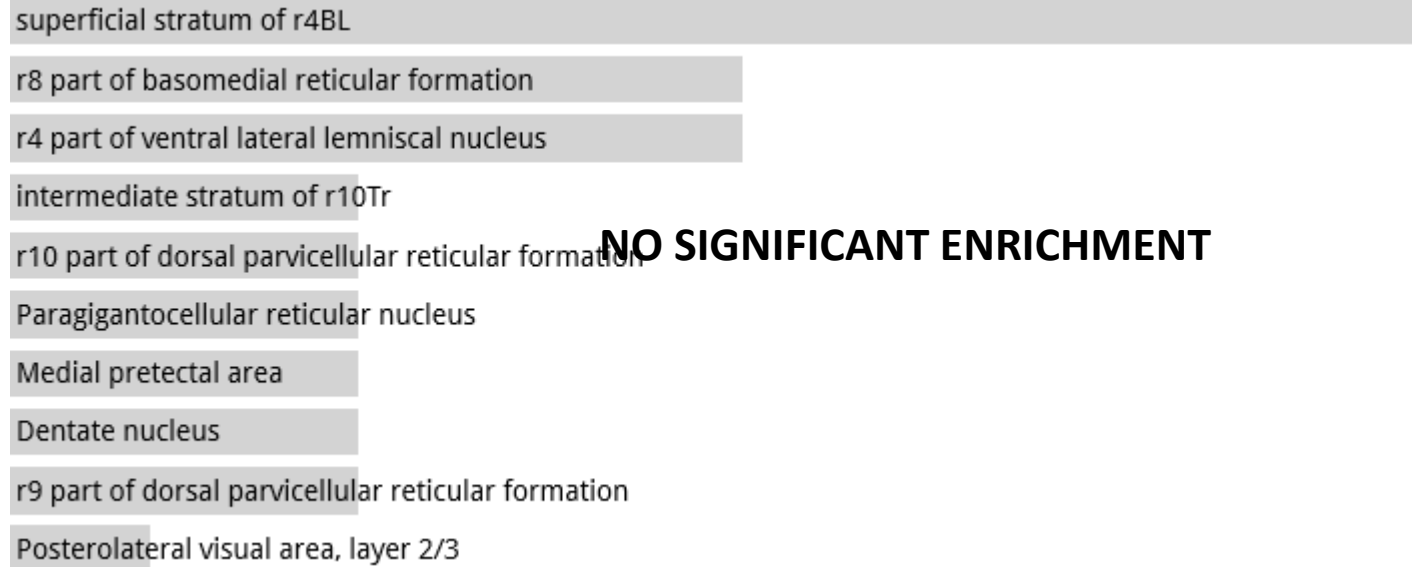 superficial stratum of r4BL
r8 part of basomedial reticular formation
r4 part of ventral lateral lemniscal nucleus
intermediate stratum of r10Tr
r10 part of dorsal parvicellular reticular formation
NO SIGNIFICANT ENRICHMENT
Paragigantocellular reticular nucleus
Medial pretectal area
Dentate nucleus
r9 part of dorsal parvicellular reticular formation
Posterolateral visual area, layer 2/3